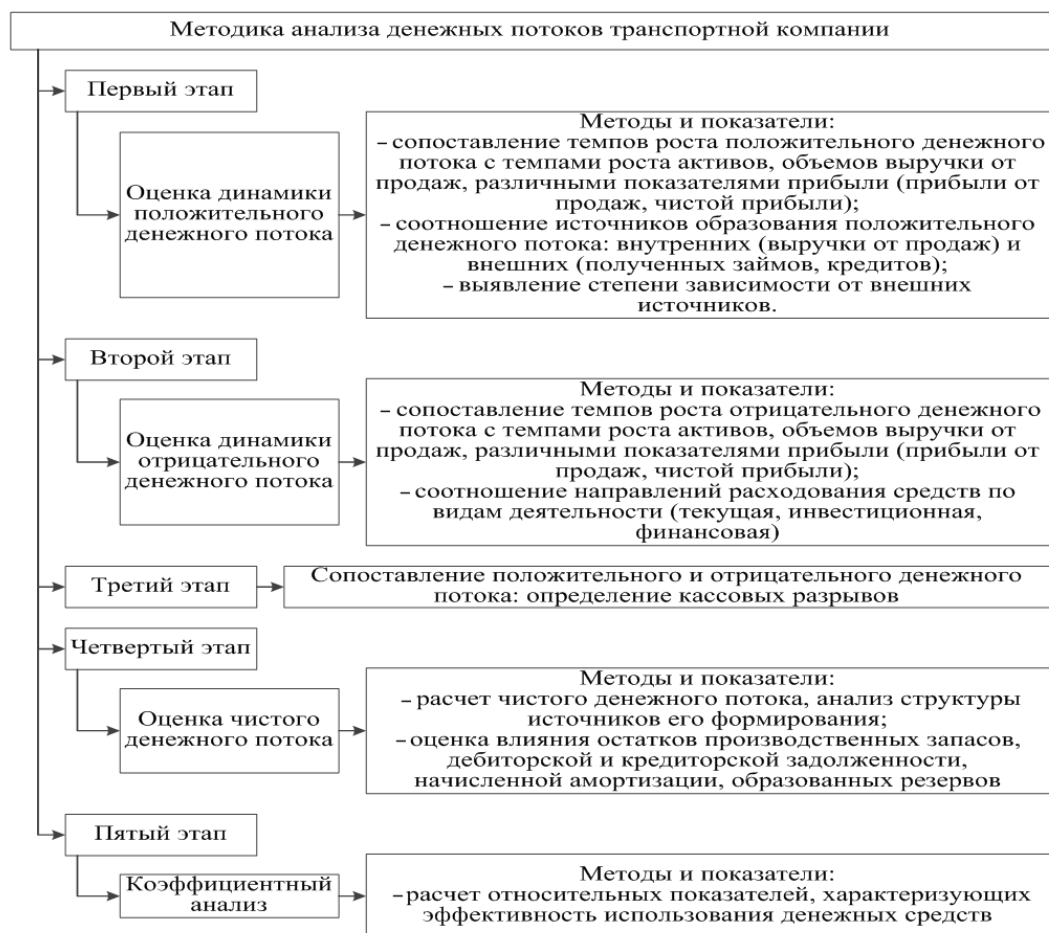 Методика анализа денежных потоков транспортной компании
Первый этап
Оценка динамики
положительного
денежного потока
Методы и показатели:
– сопоставление темпов роста положительного денежного
потока с темпами роста активов, объемов выручки от
продаж, различными показателями прибыли (прибыли от
продаж, чистой прибыли);
– соотношение источников образования положительного
денежного потока: внутренних (выручки от продаж) и
внешних (полученных займов, кредитов);
– выявление степени зависимости от внешних
источников.
Второй этап
Оценка динамики
отрицательного
денежного потока
Методы и показатели:
– сопоставление темпов роста отрицательного денежного
потока с темпами роста активов, объемов выручки от
продаж, различными показателями прибыли (прибыли от
продаж, чистой прибыли);
– соотношение направлений расходования средств по
видам деятельности (текущая, инвестиционная,
финансовая)
Третий этап
Сопоставление положительного и отрицательного денежного
потока: определение кассовых разрывов
Четвертый этап
Оценка чистого
денежного потока
Методы и показатели:
– расчет чистого денежного потока, анализ структуры
источников его формирования;
– оценка влияния остатков производственных запасов,
дебиторской и кредиторской задолженности,
начисленной амортизации, образованных резервов
Пятый этап
Коэффициентный
анализ
Методы и показатели:
– расчет относительных показателей, характеризующих
эффективность использования денежных средств